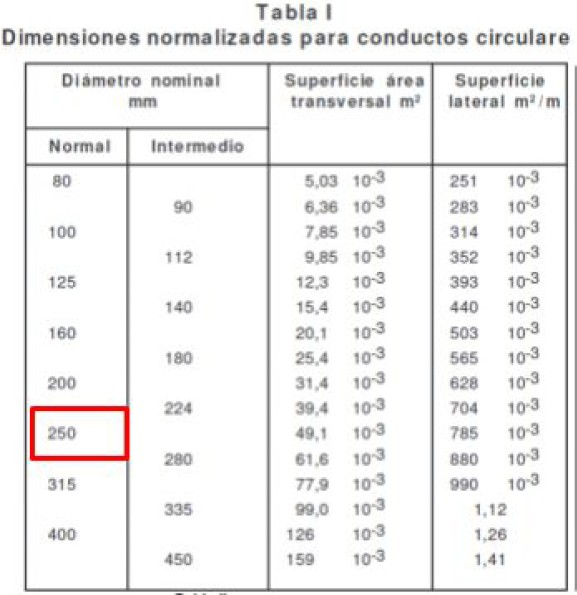 Tabla I
Dimensiones normalizadas para conductos circulare
Diámetro nominal Superficie área Superficie
mm transversal m² lateral m²/m
Normal Intermedio
80 5,03 10-3 251 10-3
90 6,36 10-3 283 10-3
100 7,85 10-3 314 10-3
112 9,85 10-3 352 10-3
125 12,3 10-3 393 10-3
140 15,4 10-3 440 10-3
160 20,1 10-3 503 10-3
180 25,4 10-3 565 10-3
200 31,4 10-3 628 10-3
224 39,4 10-3 704 10-3
250 49,1 10-3 785 10-3
280 61,6 10-3 880 10-3
315 77,9 10-3 990 10-3
335 99,0 10-3 1,12
400 126 10-3 1,26
450 159 10-3 1,41